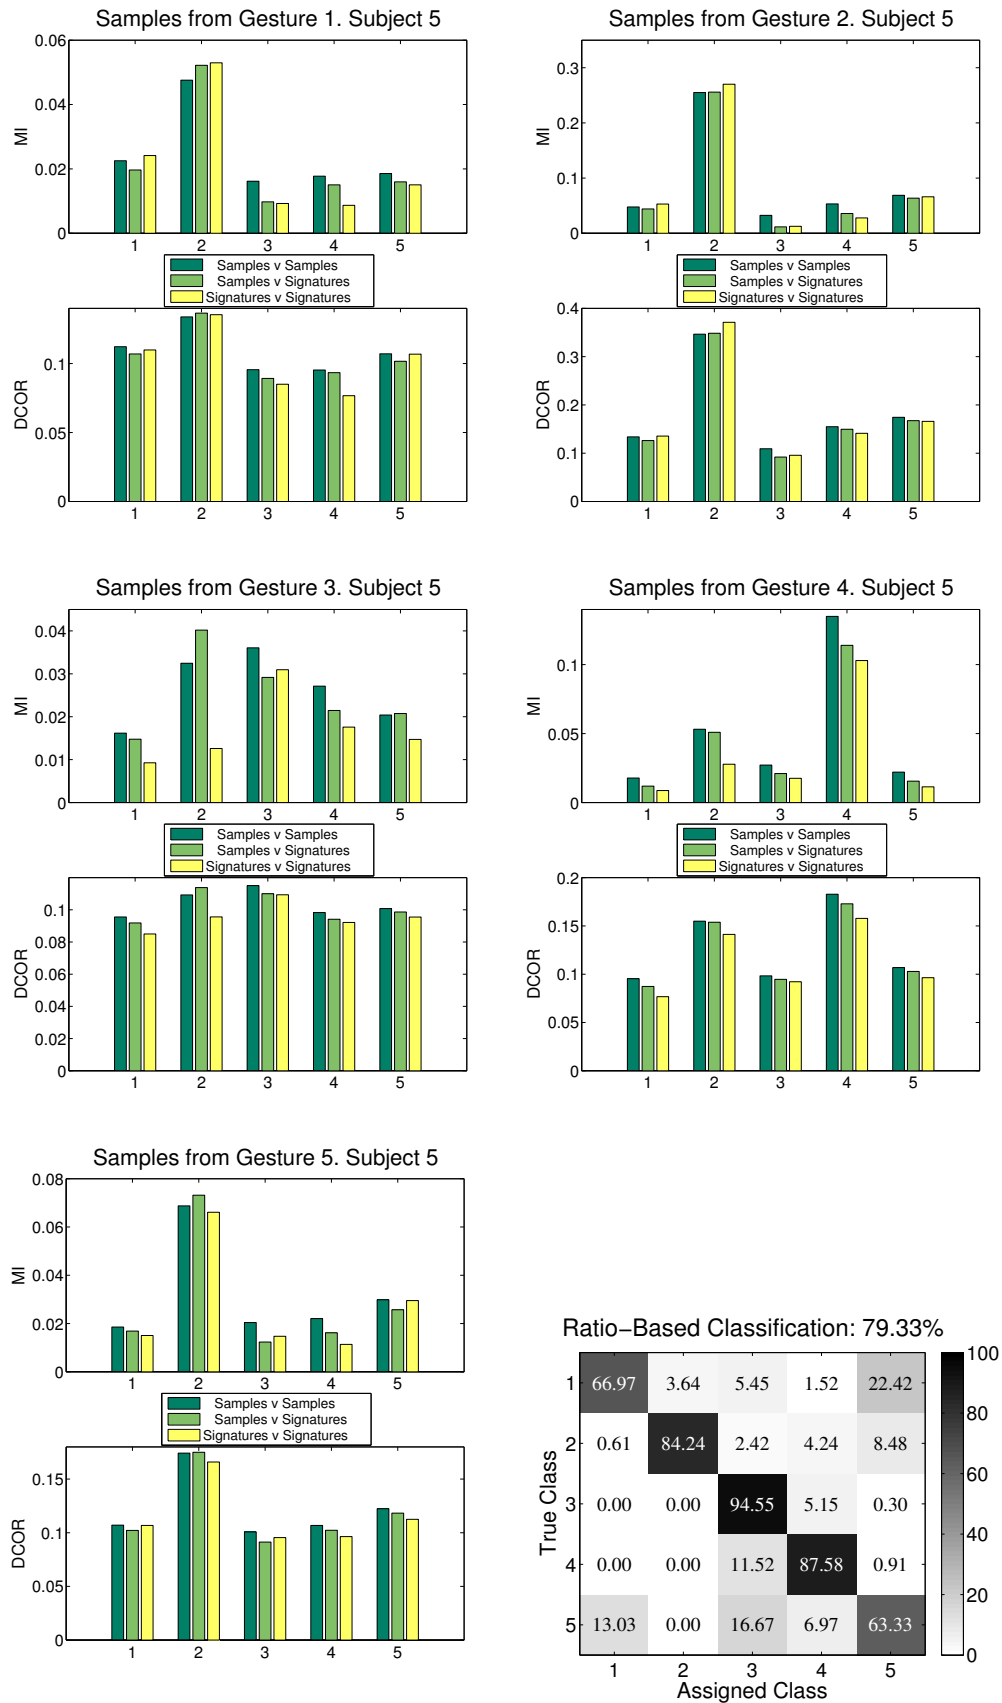 Samples from Gesture 1. Subject 5
0.06
0.04
0.02
0
MI
1 2 3 4 5
Samples v Samples
Samples v Signatures
Signatures v Signatures
0.1
0.05
0
DCOR
1 2 3 4 5
Samples from Gesture 2. Subject 5
0.3
0.2
0.1
0
MI
1 2 3 4 5
Samples v Samples
Samples v Signatures
Signatures v Signatures
0.4
0.3
0.2
0.1
0
DCOR
1 2 3 4 5
Samples from Gesture 3. Subject 5
0.04
0.03
0.02
0.01
0
MI
1 2 3 4 5
Samples v Samples
Samples v Signatures
Signatures v Signatures
0.1
0.08
0.06
0.04
0.02
0
DCOR
1 2 3 4 5
Samples from Gesture 4. Subject 5
0.1
0.05
0
MI
1 2 3 4 5
Samples v Samples
Samples v Signatures
Signatures v Signatures
0.2
0.15
0.1
0.05
0
DCOR
1 2 3 4 5
Samples from Gesture 5. Subject 5
0.08
0.06
0.04
0.02
0
MI
1 2 3 4 5
Samples v Samples
Samples v Signatures
Signatures v Signatures
0.15
0.1
0.05
0
DCOR
1 2 3 4 5
Ratio−Based Classification: 79.33%
True Class
1 66.97 3.64 5.45 1.52 22.42
2 0.61 84.24 2.42 4.24 8.48
3 0.00 0.00 94.55 5.15 0.30
4 0.00 0.00 11.52 87.58 0.91
5 13.03 0.00 16.67 6.97 63.33
1 2 3 4 5
Assigned Class
100
80
60
40
20
0